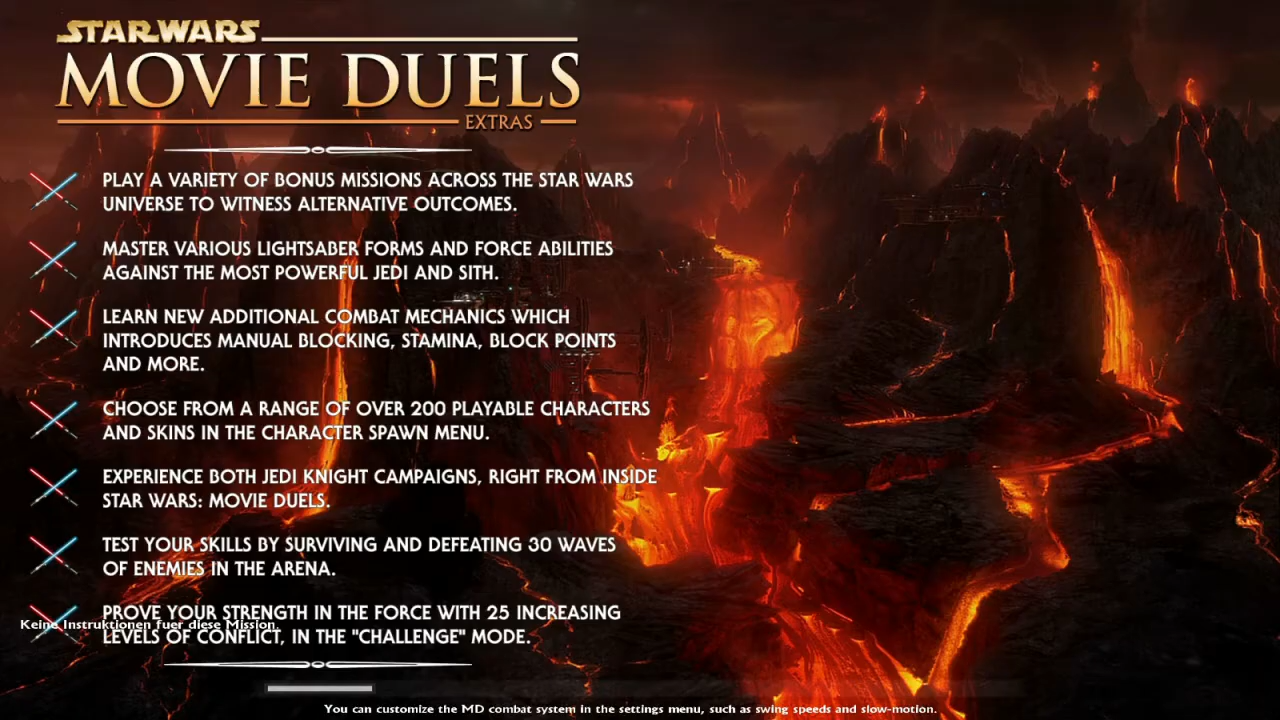 STAR WARS
MOVIE DUELS
EXTRAS
PLAY A VARIETY OF BONUS MISSIONS ACROSS THE STAR WARS
UNIVERSE TO WITNESS ALTERNATIVE OUTCOMES.
MASTER VARIOUS LIGHTSABER FORMS AND FORCE ABILITIES
AGAINST THE MOST POWERFUL JEDI AND SITH.
LEARN NEW ADDITIONAL COMBAT MECHANICS WHICH
INTRODUCES MANUAL BLOCKING, STAMINA, BLOCK POINTS
AND MORE.
CHOOSE FROM A RANGE OF OVER 200 PLAYABLE CHARACTERS
AND SKINS IN THE CHARACTER SPAWN MENU.
EXPERIENCE BOTH JEDI KNIGHT CAMPAIGNS, RIGHT FROM INSIDE
STAR WARS: MOVIE DUELS.
TEST YOUR SKILLS BY SURVIVING AND DEFEATING 30 WAVES
OF ENEMIES IN THE ARENA.
PROVE YOUR STRENGTH IN THE FORCE WITH 25 INCREASING
Keine Instruktionen fuer diese Mission.
LEVELS OF CONFLICT, IN THE "CHALLENGE" MODE.
You can customize the MD combat system in the settings menu, such as swing speeds and slow-motion.